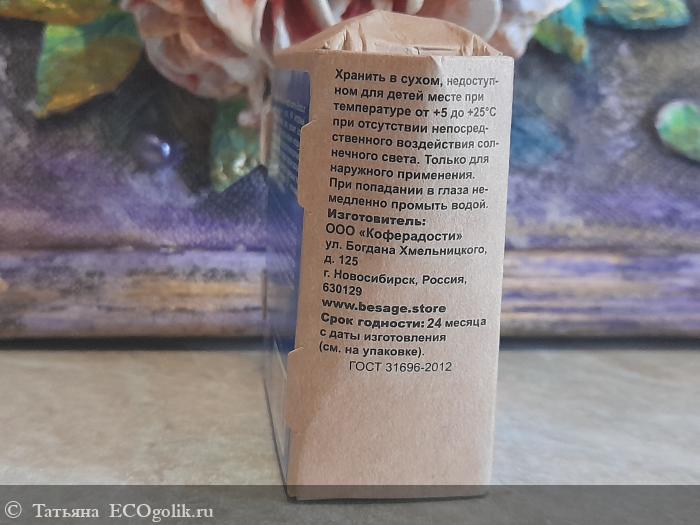 Хранить в сухом, недоступ-
ном для детей месте при
температуре от +5 до +25°С
при отсутствии непосред-
ственного воздействия сол-
нечного света. Только для
наружного применения.
При попадании в глаза не-
медленно промыть водой.
Изготовитель:
ООО «Коферадости»
ул. Богдана Хмельницкого,
д. 125
г. Новосибирск, Россия,
630129
www.besage.store
Срок годности: 24 месяца
с даты изготовления
(см. на упаковке).
ГОСТ 31696-2012
© Татьяна ECOgolik.ru